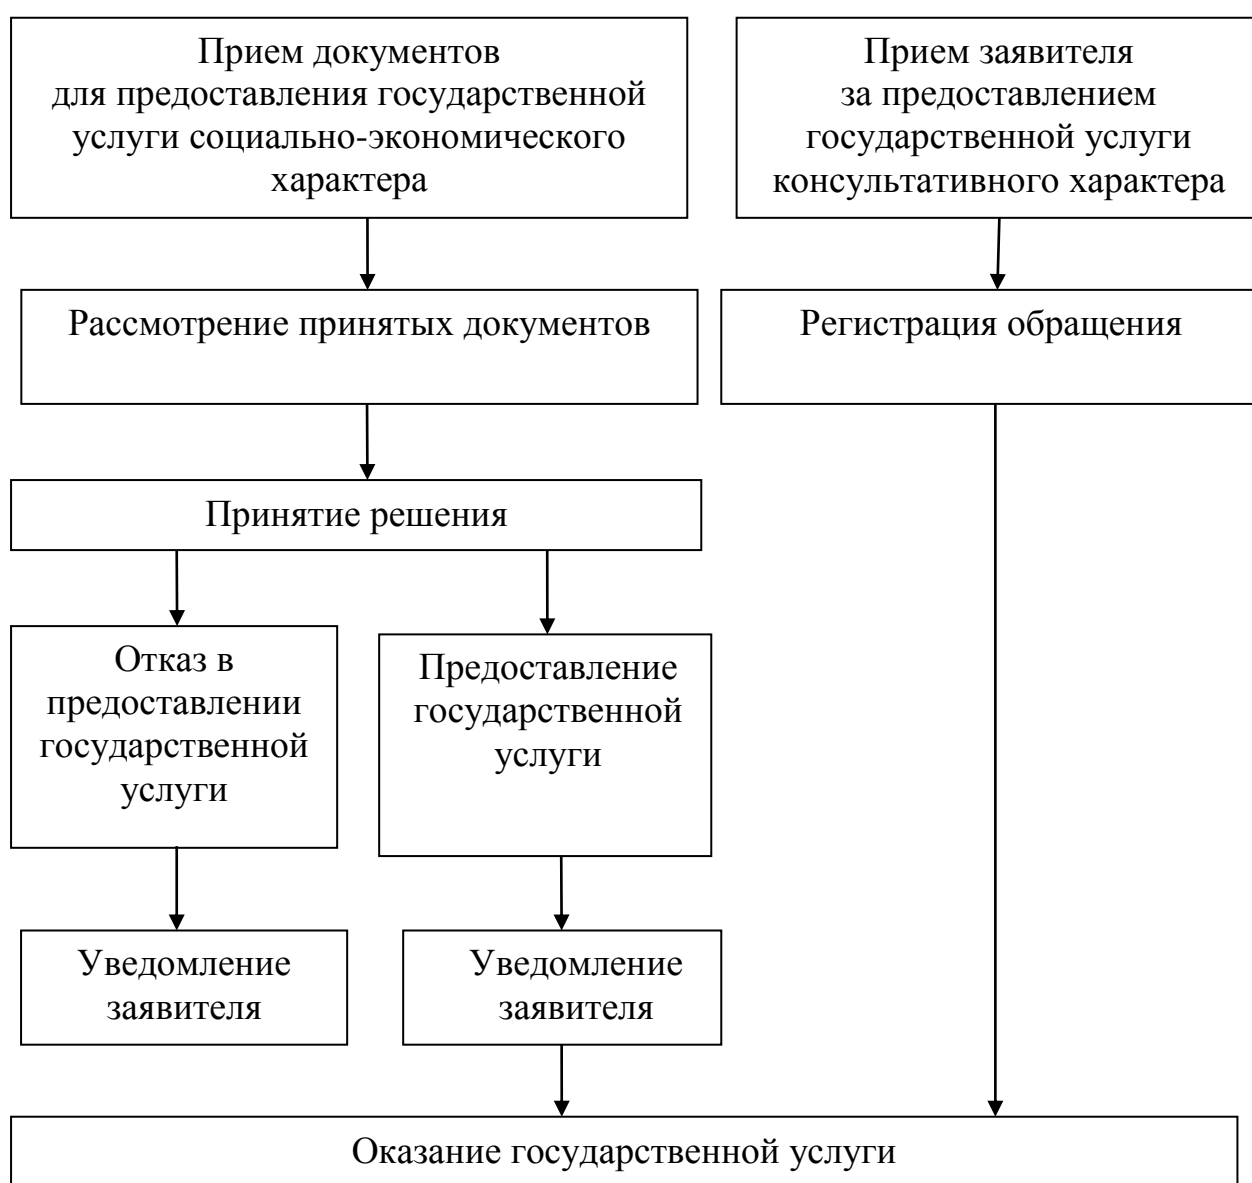 Прием документов
для предоставления государственной
услуги социально-экономического
характера
Прием заявителя
за предоставлением
государственной услуги
консультативного характера
Рассмотрение принятых документов
Регистрация обращения
Принятие решения
Отказ в
предоставлении
государственной
услуги
Предоставление
государственной
услуги
Уведомление
заявителя
Уведомление
заявителя
Оказание государственной услуги